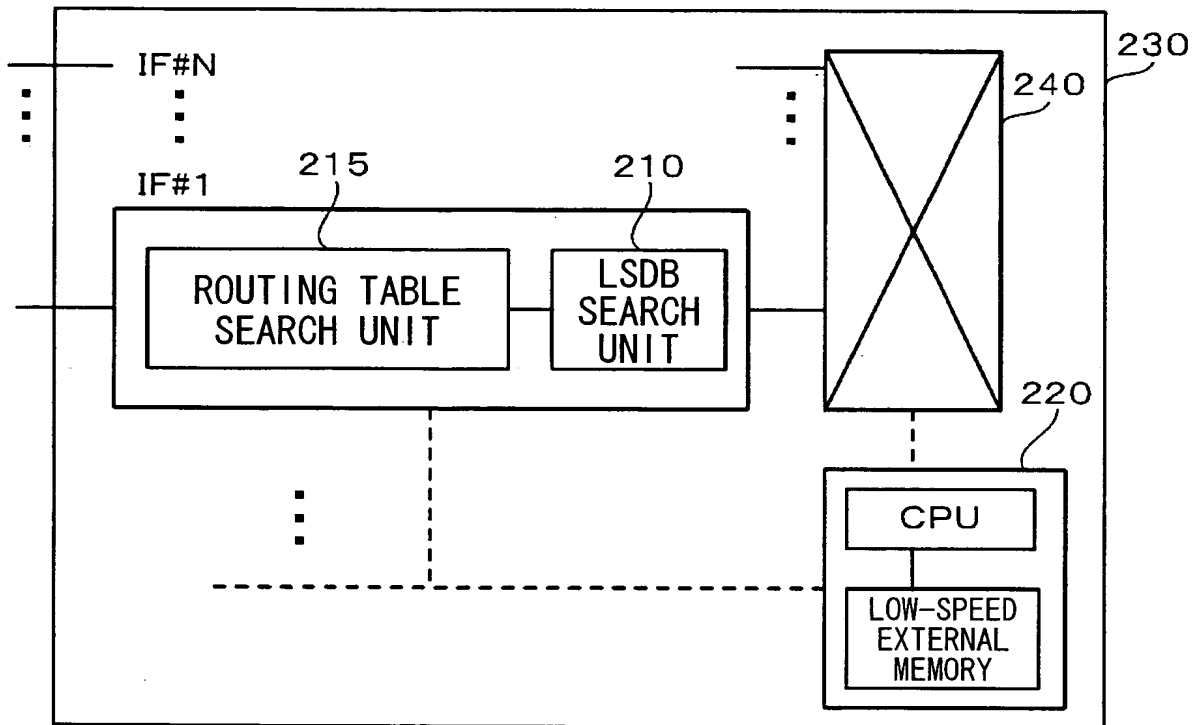 IF#N
230
240
IF#1
215
210
ROUTING TABLE
SEARCH UNIT
LSDB
SEARCH
UNIT
220
CPU
LOW-SPEED
EXTERNAL
MEMORY